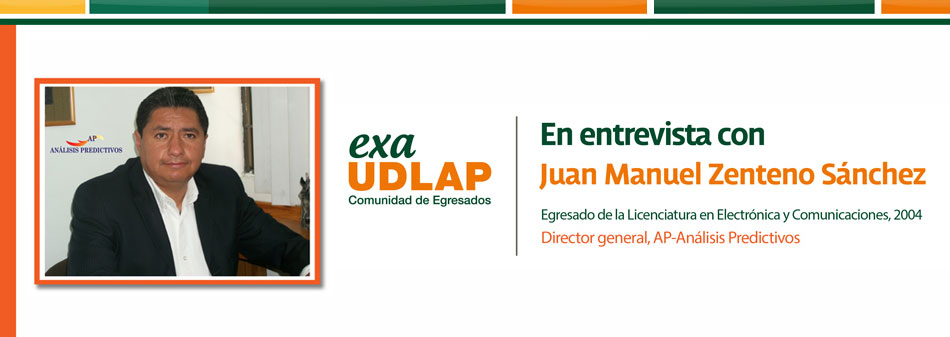 AP
ANÁLISIS PREDICTIVOS
exa
UDLAP
Comunidad de Egresados
En entrevista con
Juan Manuel Zenteno Sánchez
Egresado de la Licenciatura en Electrónica y Comunicaciones, 2004
Director general, AP-Análisis Predictivos